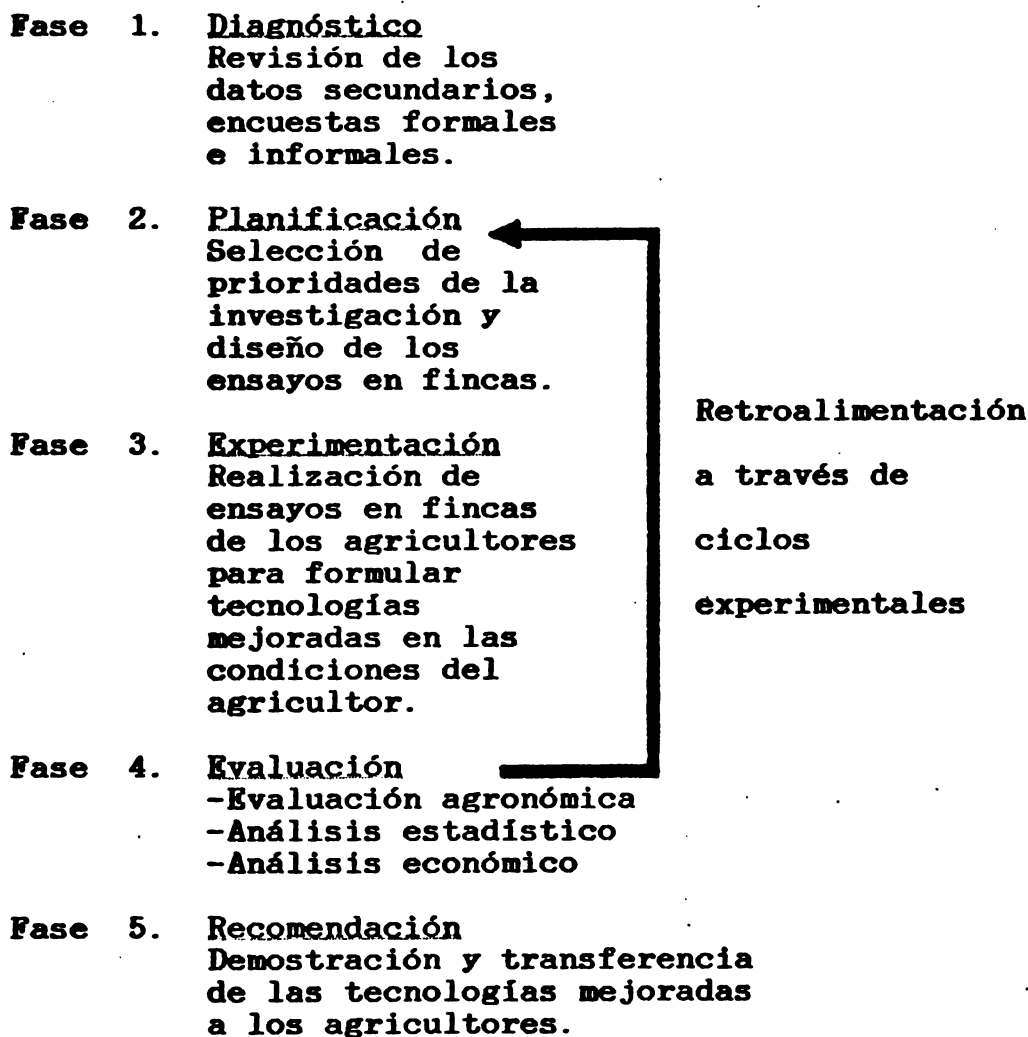 Fase 1. Diagnóstico
Revisión de los
datos secundarios,
encuestas formales
e informales.
Fase 2. Planificación
Selección de
prioridades de la
investigación y
diseño de los
ensayos en fincas.
Fase 3. Experimentación
Realización de
ensayos en fincas
de los agricultores
para formular
tecnologías
mejoradas en las
condiciones del
agricultor.
Retroalimentación
a través de
ciclos
experimentales
Fase 4. Evaluación
-Evaluación agronómica
-Análisis estadístico
-Análisis económico
Fase 5. Recomendación
Demostración y transferencia
de las tecnologías mejoradas
a los agricultores.